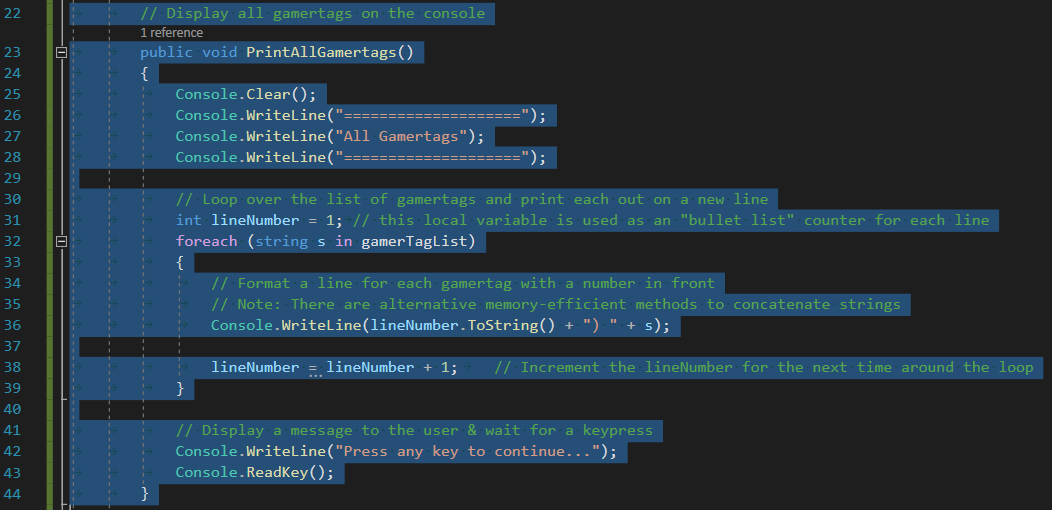 22 // Display all gamertags on the console
1 reference
23 public void PrintAllGamertags()
24 {
25 Console.Clear();
26 Console.WriteLine("====================");
27 Console.WriteLine("All Gamertags");
28 Console.WriteLine("====================");
29
30 // Loop over the list of gamertags and print each out on a new line
31 int lineNumber = 1; // this local variable is used as an "bullet list" counter for each line
32 foreach (string s in gamerTagList)
33 {
34 // Format a line for each gamertag with a number in front
35 // Note: There are alternative memory-efficient methods to concatenate strings
36 Console.WriteLine(lineNumber.ToString() + ") " + s);
37
38 lineNumber = lineNumber + 1; // Increment the lineNumber for the next time around the loop
39 }
40
41 // Display a message to the user & wait for a keypress
42 Console.WriteLine("Press any key to continue...");
43 Console.ReadKey();
44 }